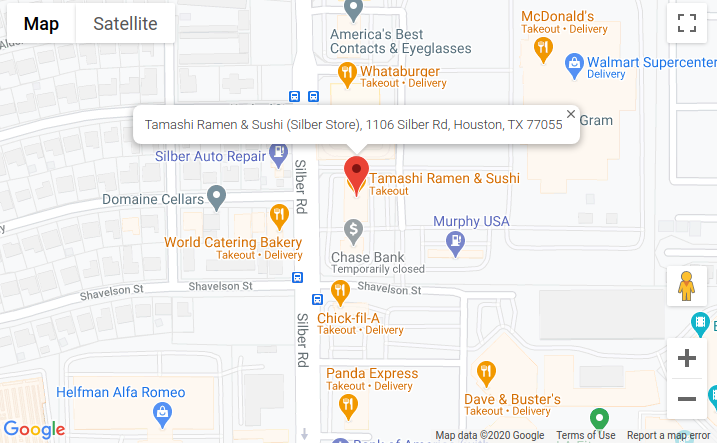 Map
Satellite
America's Best
Contacts & Eyeglasses
McDonald's
Takeout • Delivery
Whataburger
Takeout • Delivery
Walmart Supercenter
Delivery
Tamashi Ramen & Sushi (Silber Store), 1106 Silber Rd, Houston, TX 77055
Gram
Silber Auto Repair
Silber Rd
Tamashi Ramen & Sushi
Takeout
Domaine Cellars
World Catering Bakery
Takeout • Delivery
Murphy USA
Chase Bank
Temporarily closed
Shavelson St
Shavelson St
Chick-fil-A
Takeout • Delivery
Silber Rd
Panda Express
Takeout • Delivery
Helfman Alfa Romeo
Dave & Buster's
Takeout • Delivery
Google
Map data ©2020 Google
Terms of Use
Report a map error